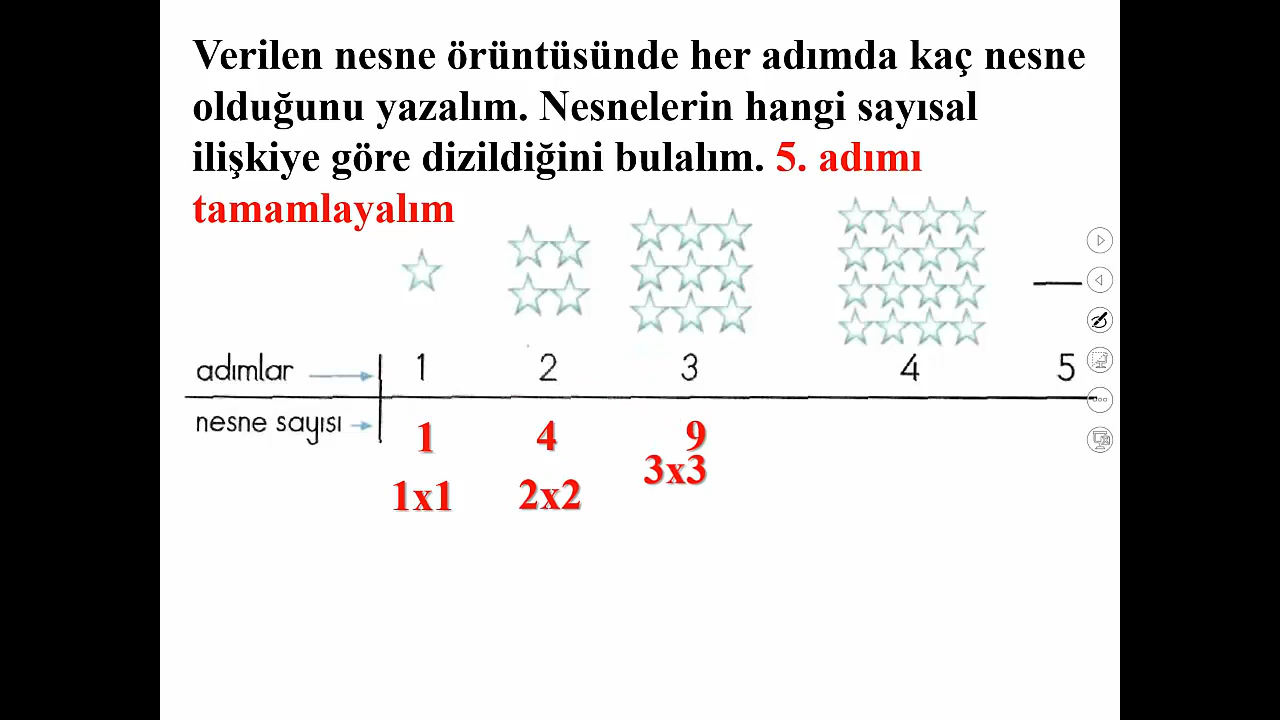 Verilen nesne örüntüsünde her adımda kaç nesne
olduğunu yazalım. Nesnelerin hangi sayısal
ilişkiye göre dizildiğini bulalım. 5. adımı
tamamlayalım
adımlar 1 2 3 4 5
nesne sayısı 1 4 9
1x1 2x2 3x3